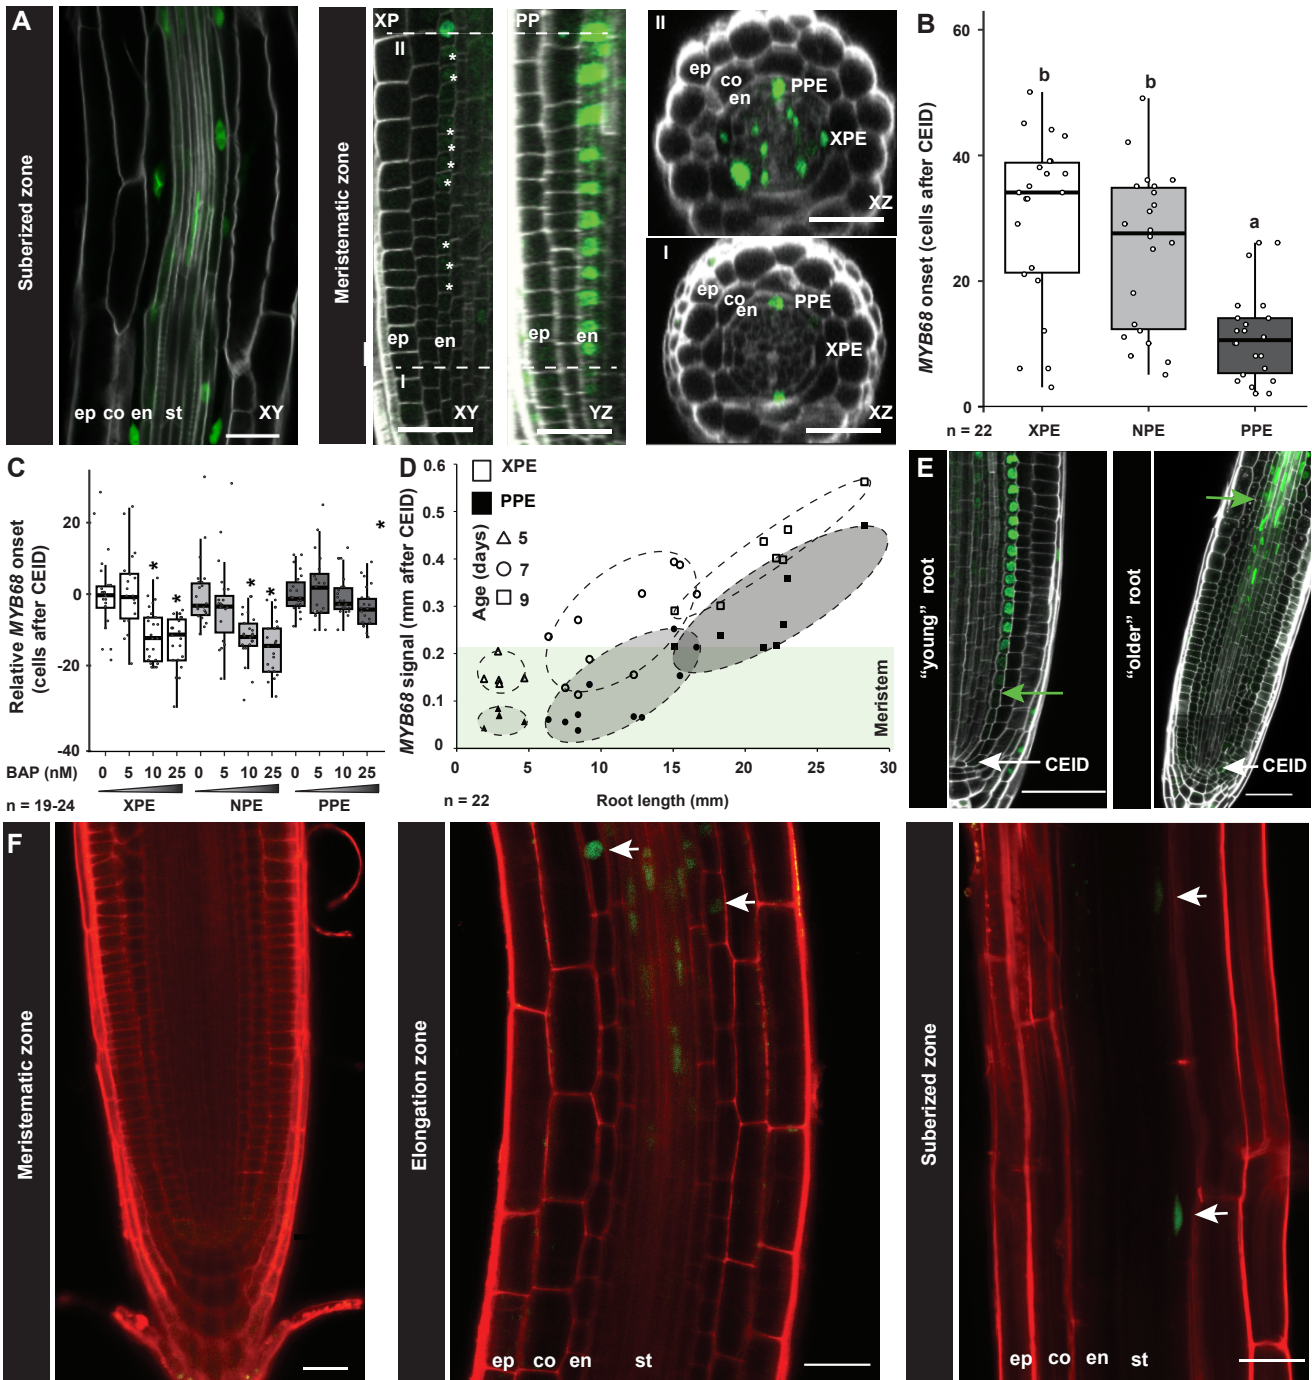 A
Suberized zone
ep co en st
XY
Meristematic zone
XP
II
ep en
I
XY
PP
ep en
YZ
II
ep
co
en
PPE
XPE
XZ
I
ep
co
en
PPE
XPE
XZ
B
MYB68 onset (cells after CEID)
60
40
20
0
b
b
a
n = 22
XPE NPE PPE
C
Relative MYB68 onset
(cells after CEID)
20
0
-20
-40
* * * * *
BAP (nM) 0 5 10 25 0 5 10 25 0 5 10 25
n = 19-24 XPE NPE PPE
D
MYB68 signal (mm after CEID)
0.6
0.5
0.4
0.3
0.2
0.1
0
XPE
PPE
Age (days)
5
7
9
Meristem
0 5 10 15 20 25 30
n = 22 Root length (mm)
E
"young" root
CEID
"older" root
CEID
F
Meristematic zone
Elongation zone
ep co en st
Suberized zone
ep co en st